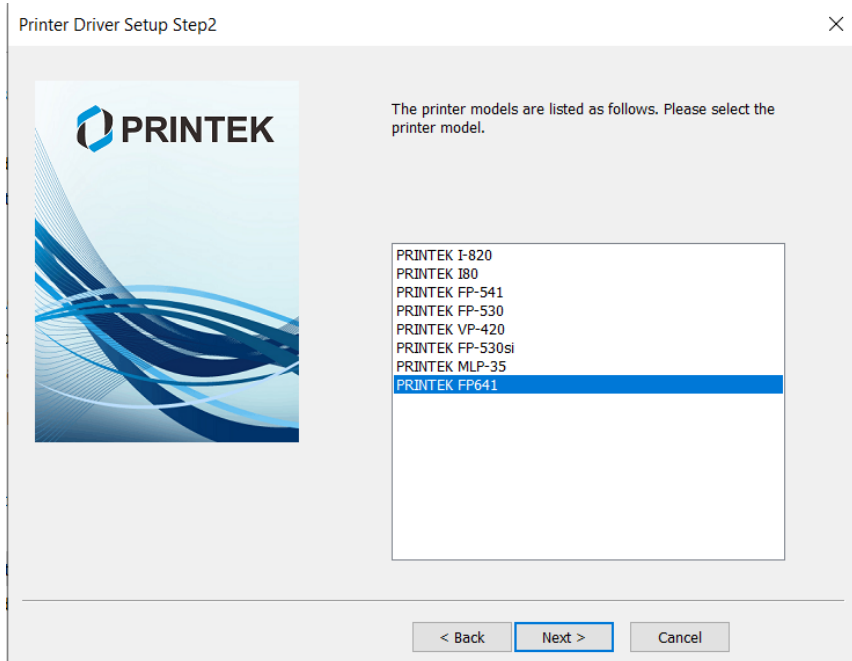 Printer Driver Setup Step2
PRINTEK
The printer models are listed as follows. Please select the
printer model.
PRINTEK I-820
PRINTEK I80
PRINTEK FP-541
PRINTEK FP-530
PRINTEK VP-420
PRINTEK FP-530si
PRINTEK MLP-35
PRINTEK FP641
< Back
Next >
Cancel